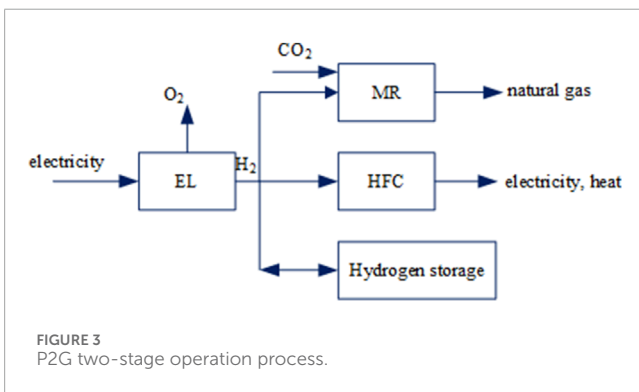 CO₂
O₂
MR
natural gas
electricity
H₂
EL
HFC
electricity, heat
Hydrogen storage
FIGURE 3
P2G two-stage operation process.